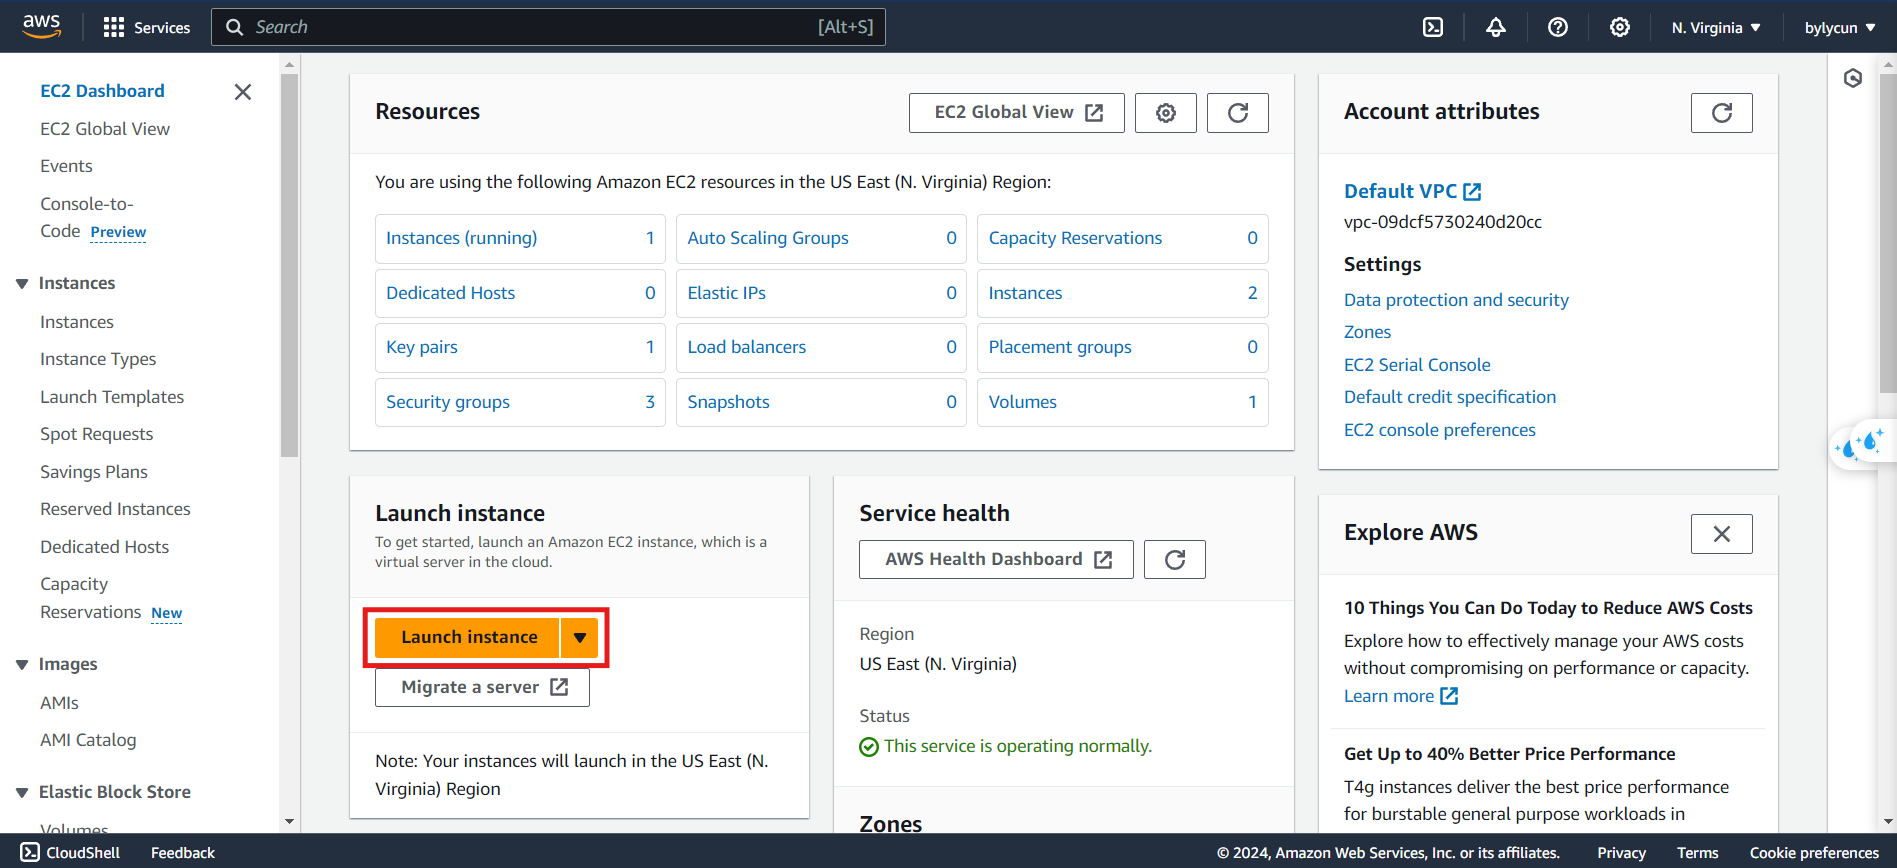 aws
Services
Search
[Alt+S]
N. Virginia
bylycun
EC2 Dashboard
EC2 Global View
Events
Console-to-
Code Preview
Instances
Instances
Instance Types
Launch Templates
Spot Requests
Savings Plans
Reserved Instances
Dedicated Hosts
Capacity
Reservations New
Images
AMIs
AMI Catalog
Elastic Block Store
Volumes
Resources
EC2 Global View
You are using the following Amazon EC2 resources in the US East (N. Virginia) Region:
Instances (running) 1
Auto Scaling Groups 0
Capacity Reservations 0
Dedicated Hosts 0
Elastic IPs 0
Instances 2
Key pairs 1
Load balancers 0
Placement groups 0
Security groups 3
Snapshots 0
Volumes 1
Launch instance
To get started, launch an Amazon EC2 instance, which is a
virtual server in the cloud.
Launch instance
Migrate a server
Note: Your instances will launch in the US East (N.
Virginia) Region
Service health
AWS Health Dashboard
Region
US East (N. Virginia)
Status
This service is operating normally.
Zones
Account attributes
Default VPC
vpc-09dcf5730240d20cc
Settings
Data protection and security
Zones
EC2 Serial Console
Default credit specification
EC2 console preferences
Explore AWS
10 Things You Can Do Today to Reduce AWS Costs
Explore how to effectively manage your AWS costs
without compromising on performance or capacity.
Learn more
Get Up to 40% Better Price Performance
T4g instances deliver the best price performance
for burstable general purpose workloads in
CloudShell
Feedback
© 2024, Amazon Web Services, Inc. or its affiliates.
Privacy
Terms
Cookie preferences